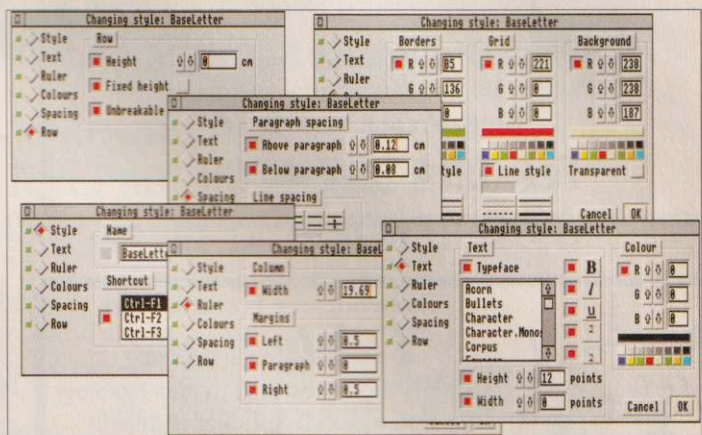 Changing style: BaseLetter
Style
Row
Text
Height
0
cm
Ruler
Fixed height
Colours
Unbreakable
Spacing
Row
Changing style: BaseLetter
Style
Borders
Grid
Background
Text
R
85
R
221
R
238
Ruler
G
136
G
0
G
238
B
0
B
187
Line style
Transparent
Cancel
OK
Changing style: BaseLetter
Style
Paragraph spacing
Text
Above paragraph
0.12
cm
Ruler
Below paragraph
0.08
cm
Colours
Spacing
Line spacing
Changing style: BaseLetter
Style
Name
Text
Ruler
Colours
Shortcut
Spacing
Ctrl-F1
Row
Ctrl-F2
Ctrl-F3
Changing style:
Style
Column
Text
Width
19.69
Ruler
Margins
Colours
Left
0.5
Spacing
Paragraph
0
Row
Right
0.5
Changing style: BaseLetter
Style
Text
Colour
Text
Typeface
B
R
0
Ruler
Acorn
I
G
0
Colours
Bullets
U
B
0
Spacing
Character
2
Row
Character.Monos
2
Corpus
Height
12
points
Width
0
points
Cancel
OK